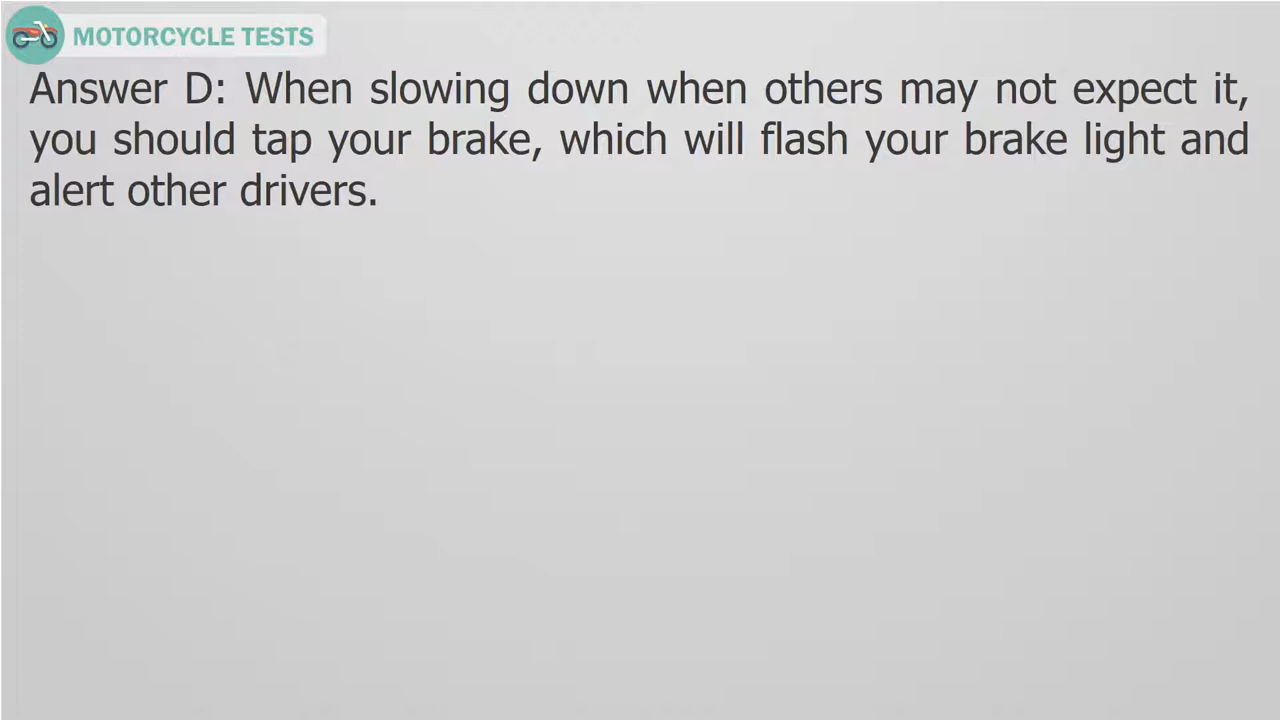 MOTORCYCLE TESTS
Answer D: When slowing down when others may not expect it,
you should tap your brake, which will flash your brake light and
alert other drivers.